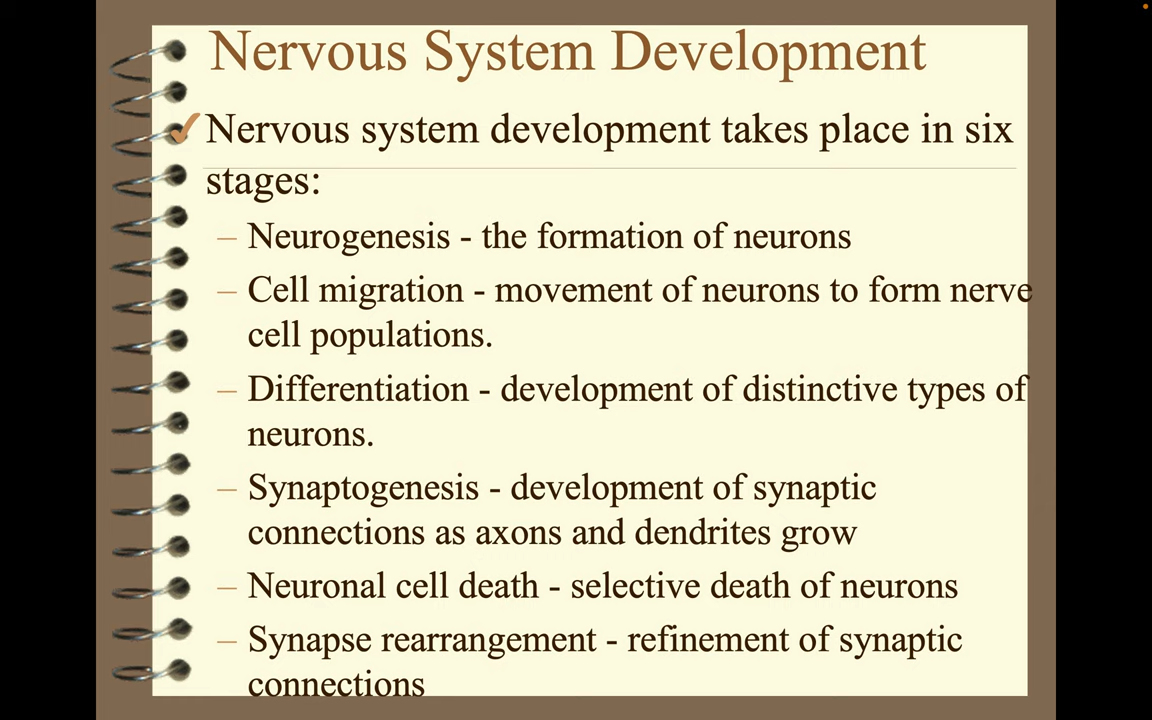 Nervous System Development
✓Nervous system development takes place in six
stages:
– Neurogenesis - the formation of neurons
– Cell migration - movement of neurons to form nerve
cell populations.
– Differentiation - development of distinctive types of
neurons.
– Synaptogenesis - development of synaptic
connections as axons and dendrites grow
– Neuronal cell death - selective death of neurons
– Synapse rearrangement - refinement of synaptic
connections